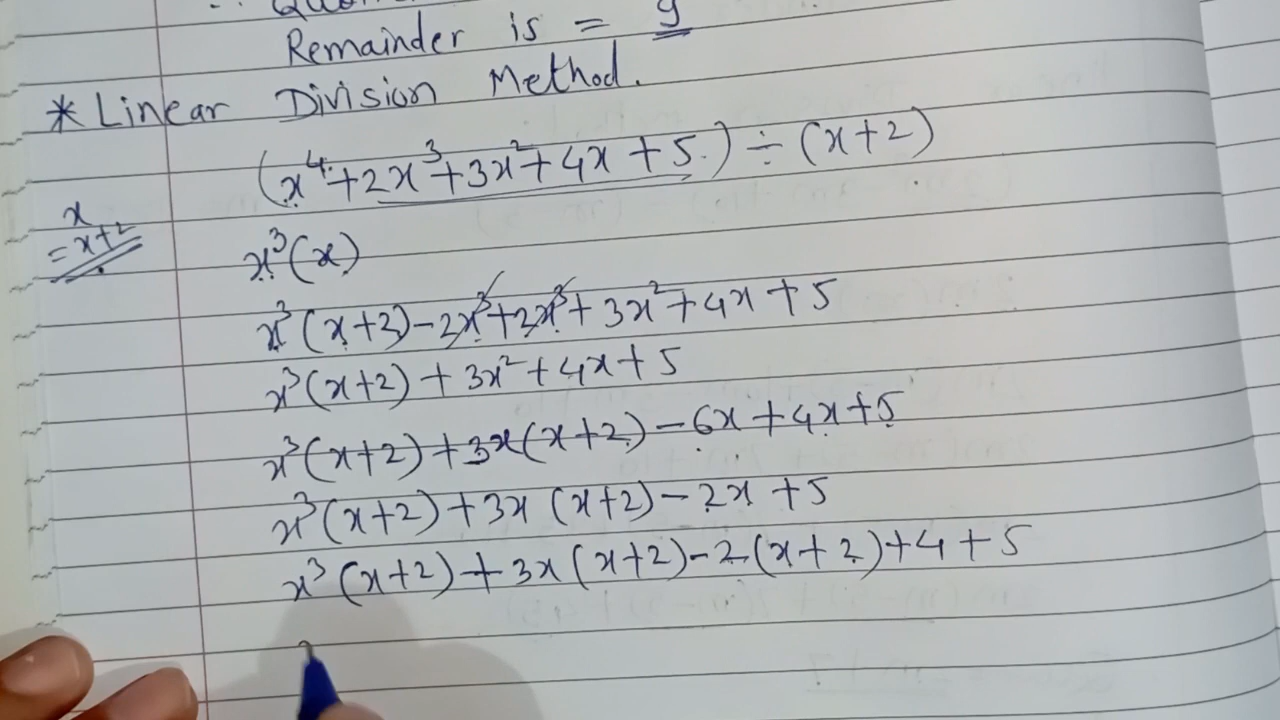 Remainder is = 9
* Linear Division Method.
(x⁴+2x³+3x²+4x+5.) ÷ (x+2)
x
= x+2
x³(x)
x³(x+2)-2x³+2x³+3x²+4x+5
x³(x+2)+3x²+4x+5
x³(x+2)+3x(x+2)-6x+4x+5
x³(x+2)+3x(x+2)-2x+5
x³(x+2)+3x(x+2)-2(x+2)+4+5